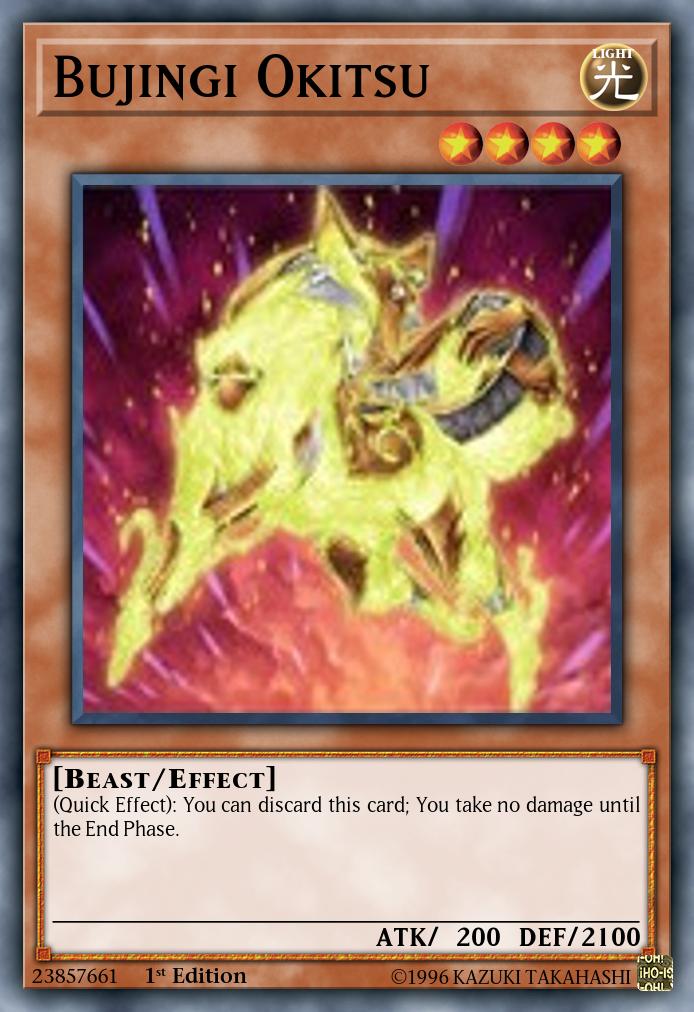 Bujingi Okitsu
LIGHT
光
[Beast/Effect]
(Quick Effect): You can discard this card; You take no damage until
the End Phase.
ATK/ 200 DEF/2100
23857661 1st Edition ©1996 KAZUKI TAKAHASHI